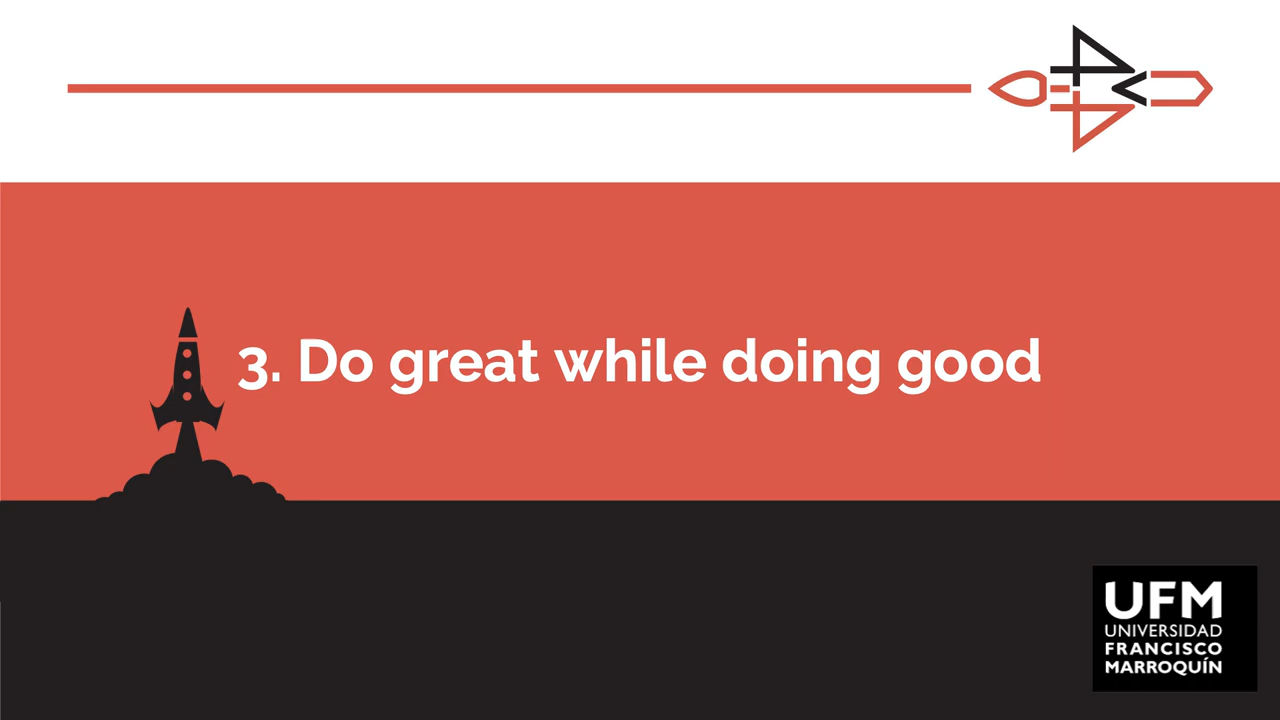 3. Do great while doing good
UFM
UNIVERSIDAD
FRANCISCO
MARROQUÍN